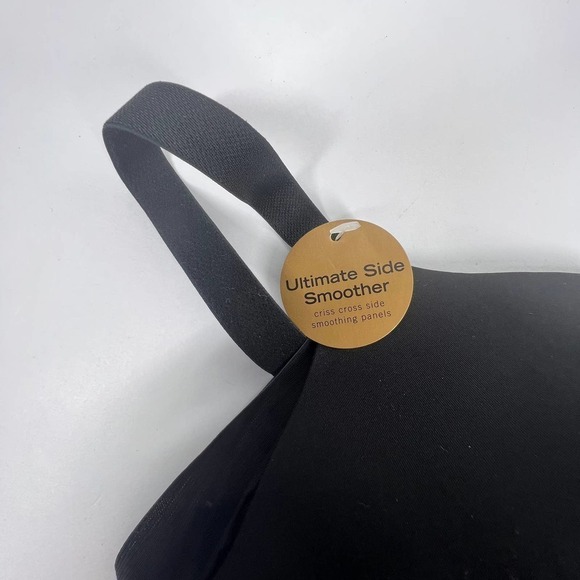 Ultimate Side
Smoother
criss cross side
smoothing panels